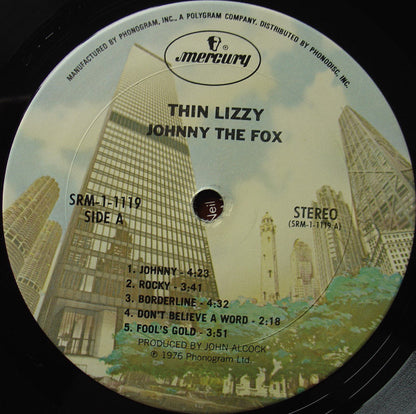 MANUFACTURED BY PHONOGRAM, INC., A POLYGRAM COMPANY, DISTRIBUTED BY PHONODISC, INC.
mercury
THIN LIZZY
JOHNNY THE FOX
SRM-1-1119
SIDE A
STEREO
(SRM-1-1119 A)
Neil
1. JOHNNY - 4:23
2. ROCKY - 3:41
3. BORDERLINE - 4:32
4. DON'T BELIEVE A WORD - 2:18
5. FOOL'S GOLD - 3:51
PRODUCED BY JOHN ALCOCK
℗ 1976 Phonogram Ltd.